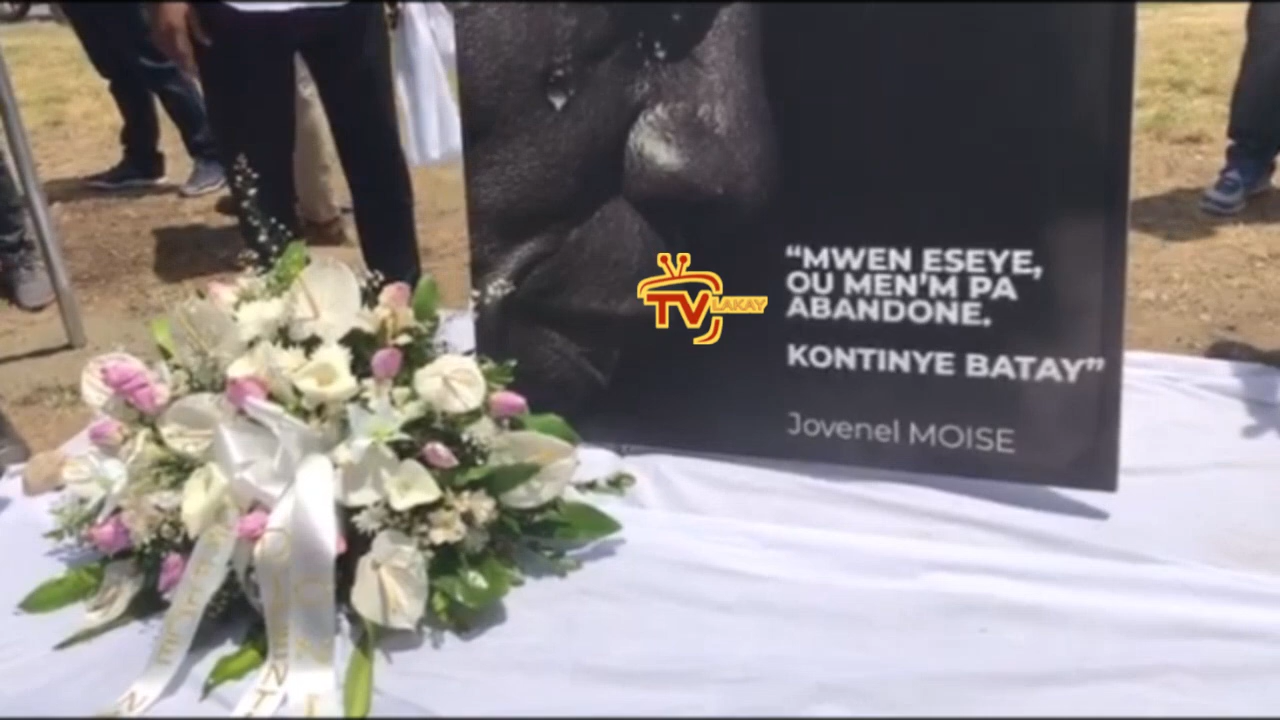 TV LAKAY
“MWEN ESEYE,
OU MEN’M PA
ABANDONE.
KONTINYE BATAY”
Jovenel MOISE